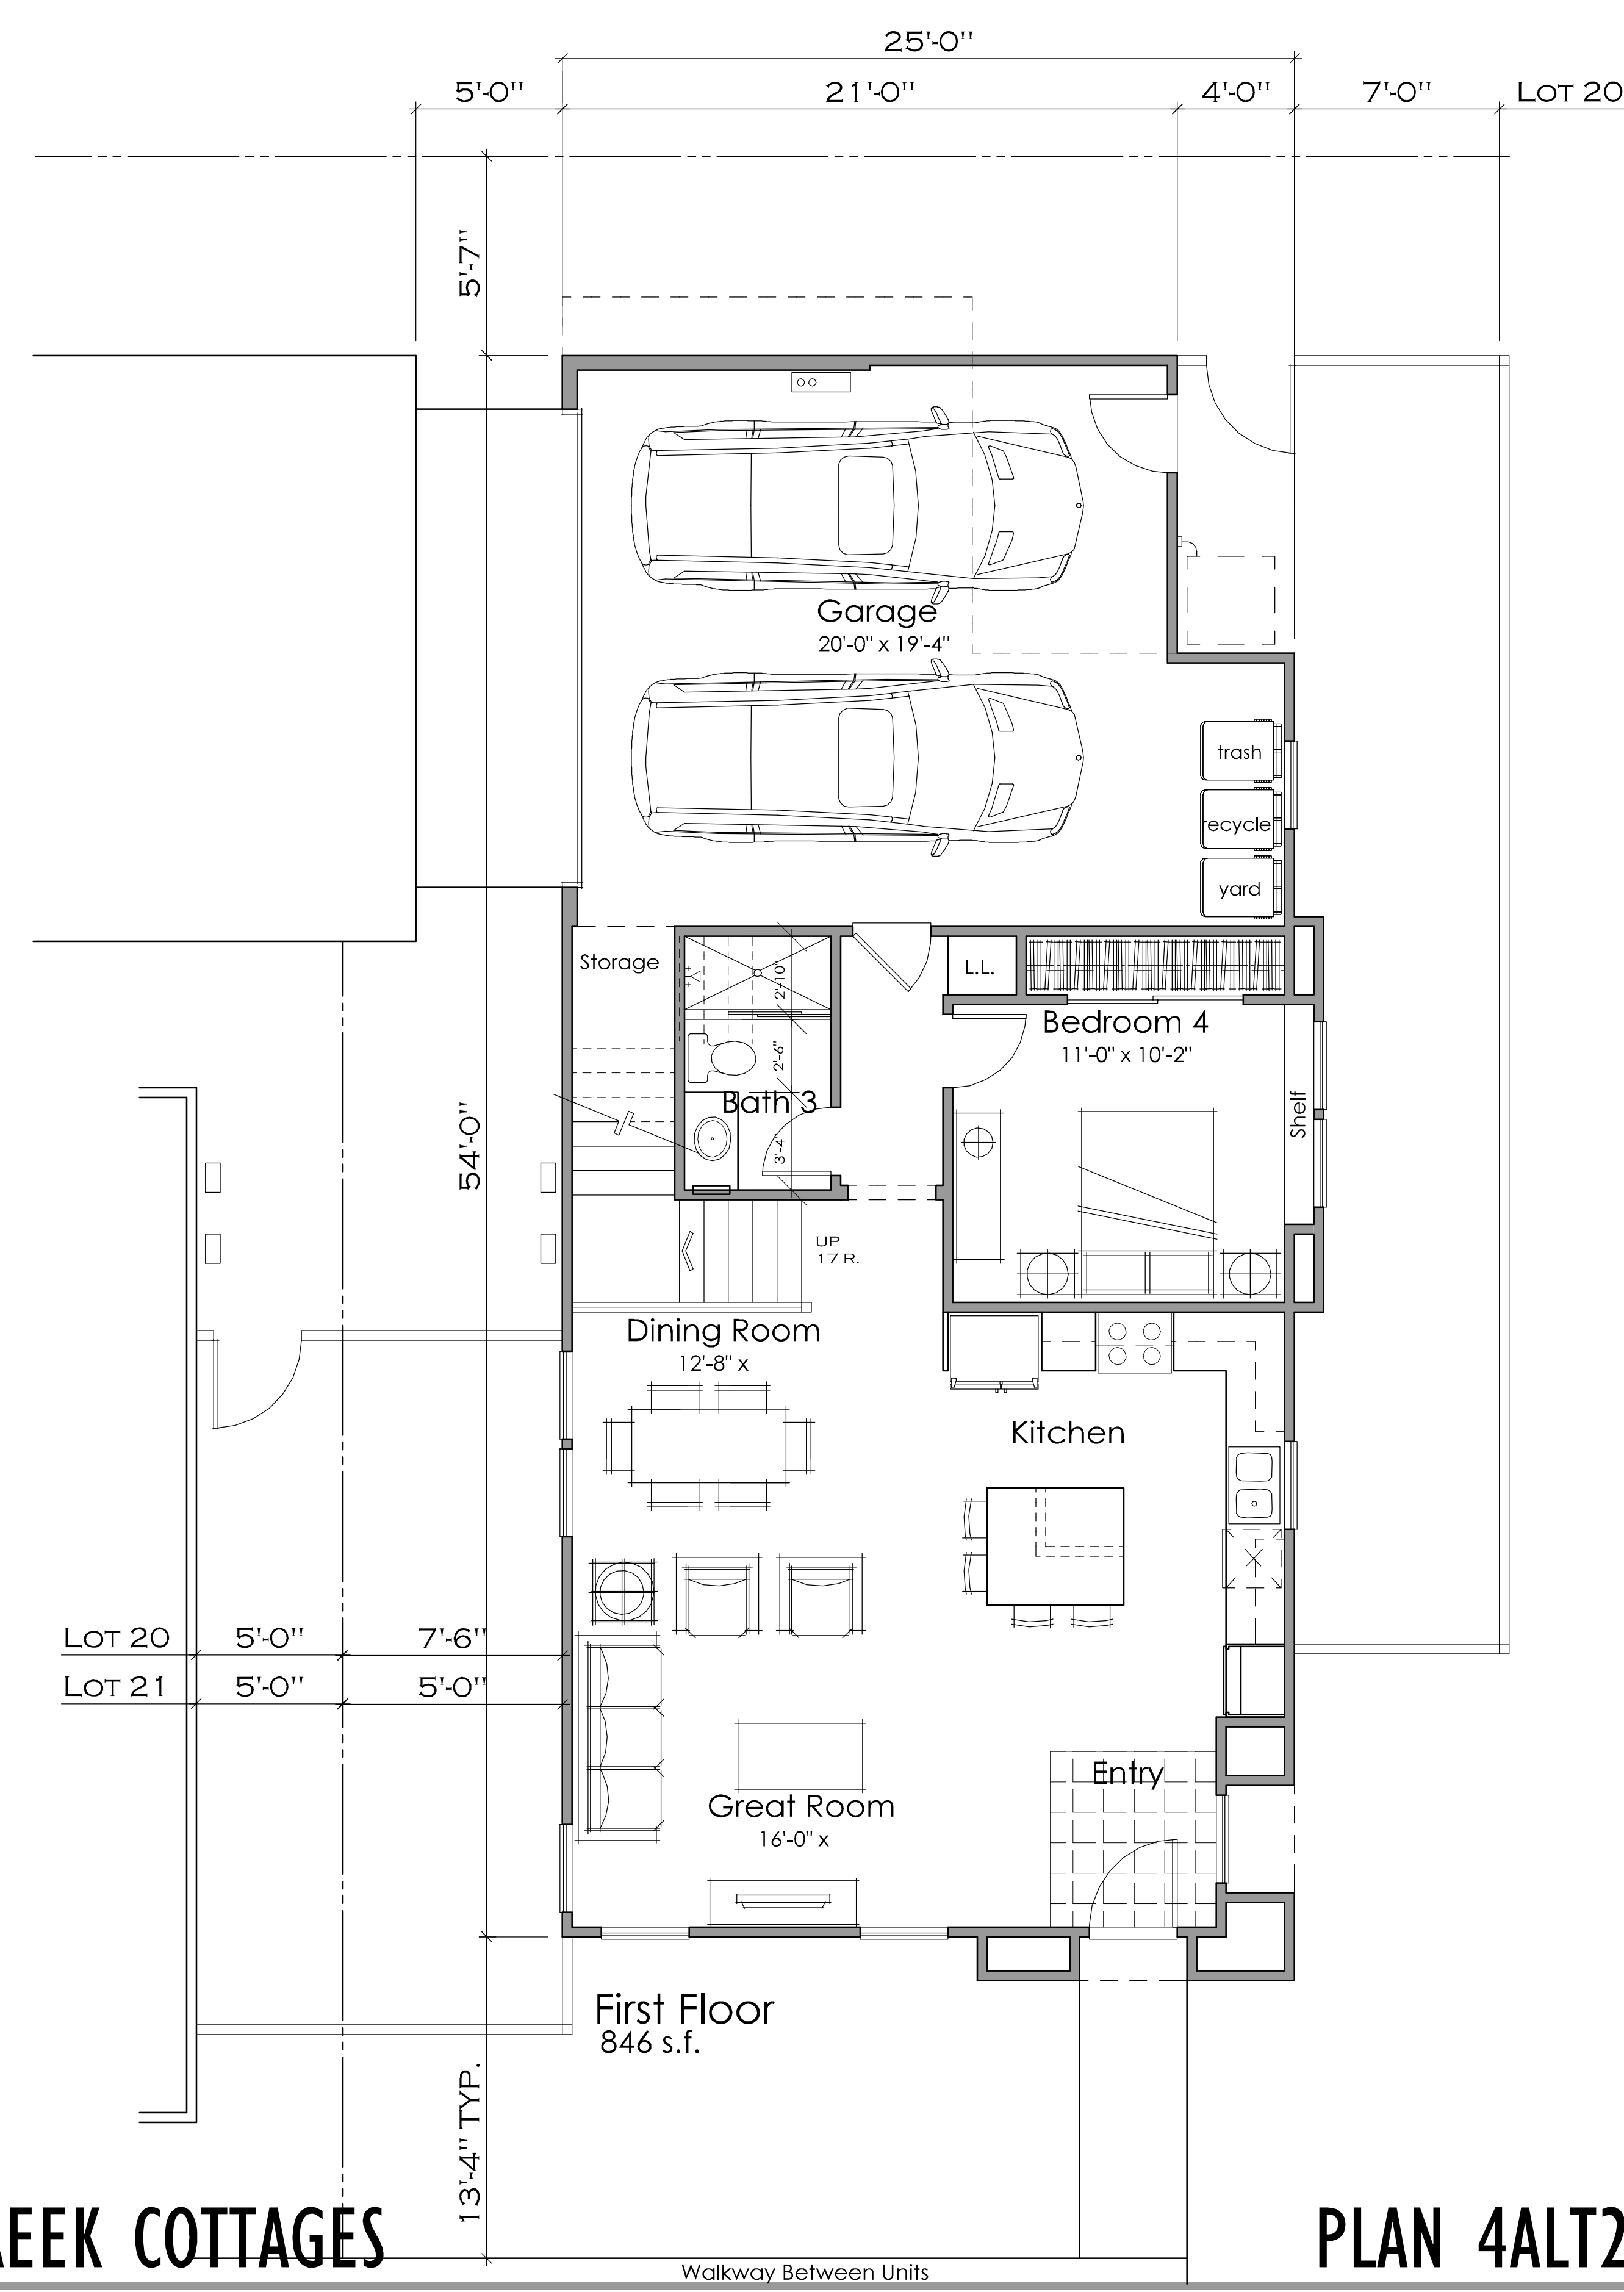 25'-0"
5'-0"
21'-0"
4'-0"
7'-0"
LOT 20
5'-7"
Garage
20'-0" x 19'-4"
trash
recycle
yard
Storage
L.L.
2'-10"
Bedroom 4
11'-0" x 10'-2"
2'-6"
Bath 3
Shelf
3'-4"
54'-0"
UP
17 R.
Dining Room
12'-8" x
Kitchen
LOT 20
5'-0"
7'-6"
LOT 21
5'-0"
5'-0"
Entry
Great Room
16'-0" x
First Floor
846 s.f.
13'-4" TYP.
EEK COTTAGES
PLAN 4ALT2
Walkway Between Units